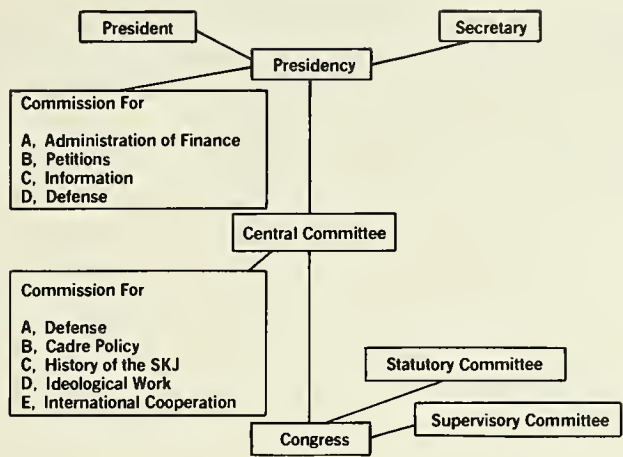 President
Secretary
Presidency
Commission For
A, Administration of Finance
B, Petitions
C, Information
D, Defense
Central Committee
Commission For
A, Defense
B, Cadre Policy
C, History of the SKJ
D, Ideological Work
E, International Cooperation
Statutory Committee
Supervisory Committee
Congress